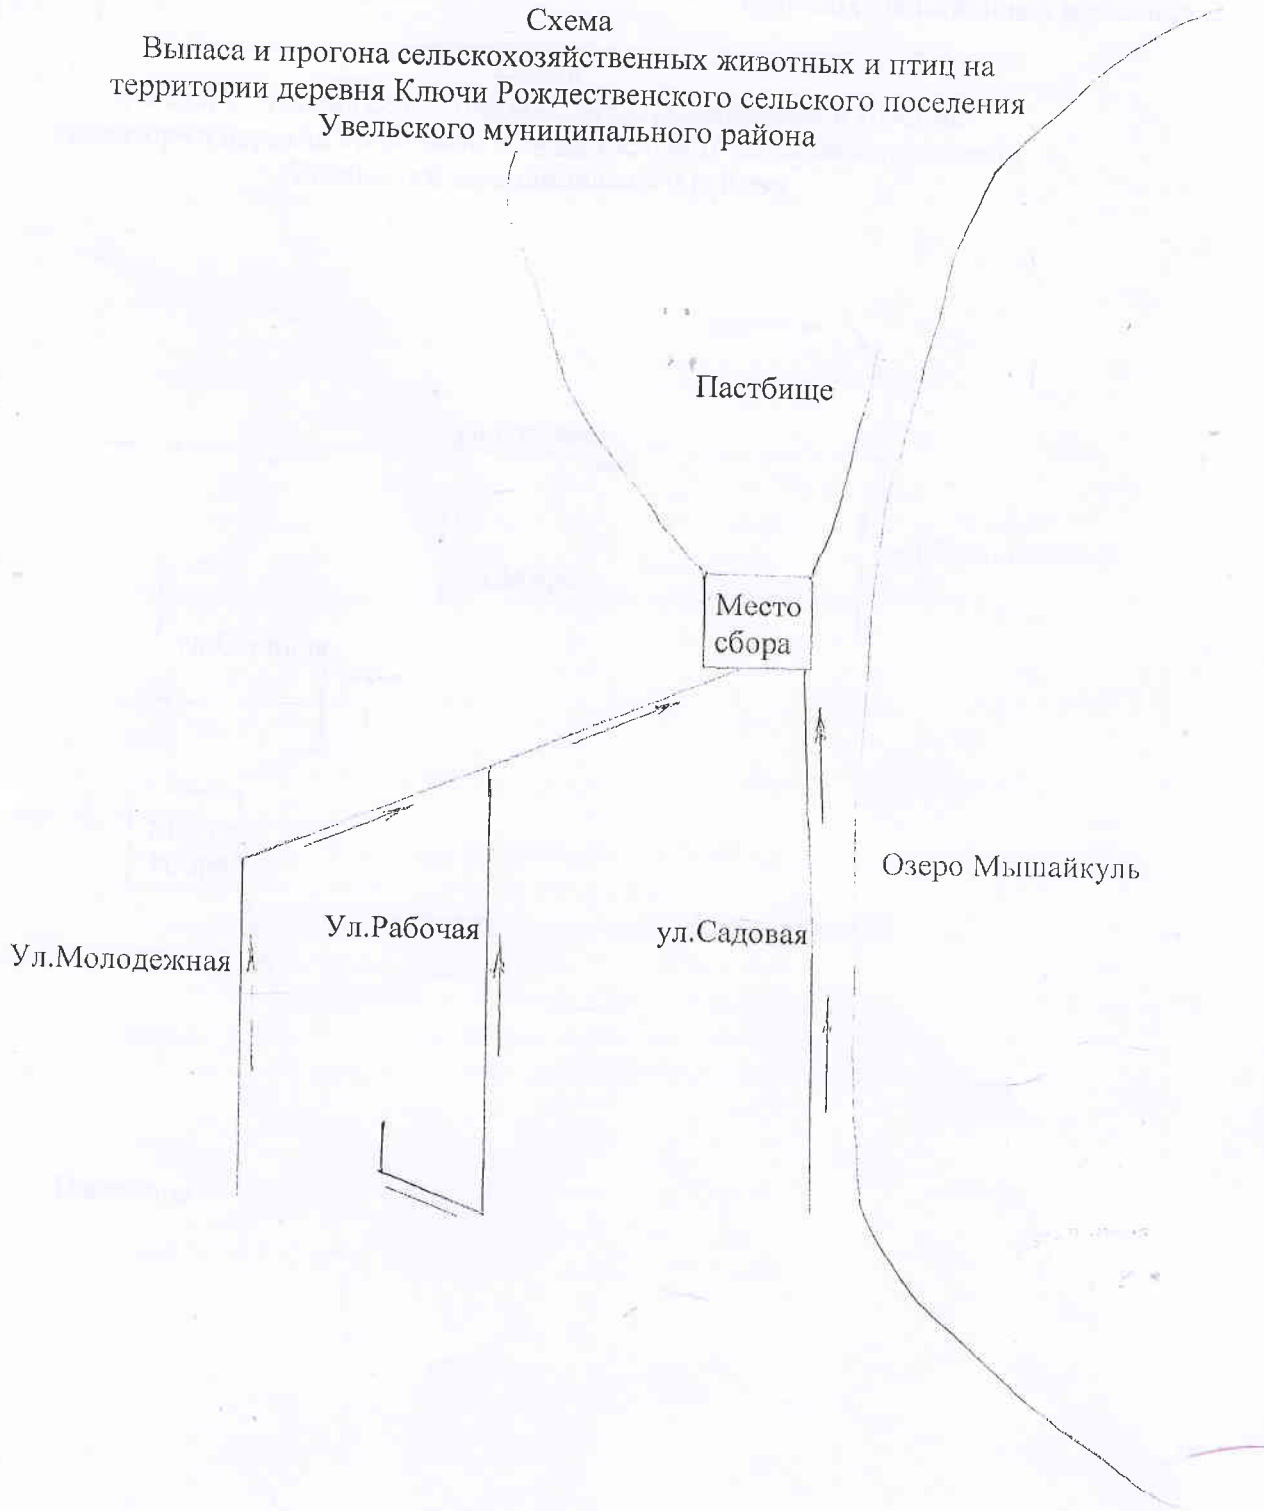 Схема
Выпаса и прогона сельскохозяйственных животных и птиц на
территории деревня Ключи Рождественского сельского поселения
Увельского муниципального района
Пастбище
Место
сбора
Озеро Мышайкуль
Ул.Рабочая
ул.Садовая
Ул.Молодежная